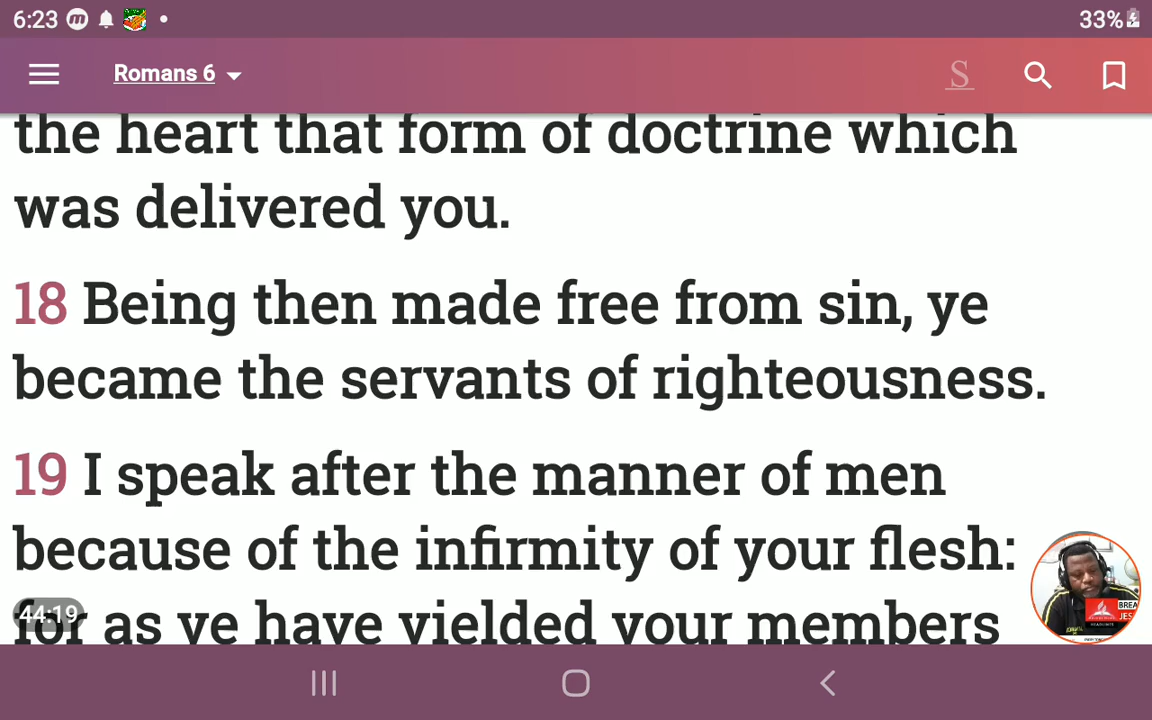 6:23
33%
Romans 6
S
the heart that form of doctrine which
was delivered you.
18 Being then made free from sin, ye
became the servants of righteousness.
19 I speak after the manner of men
because of the infirmity of your flesh:
44:19
for as ye have yielded your members
BREA
JES